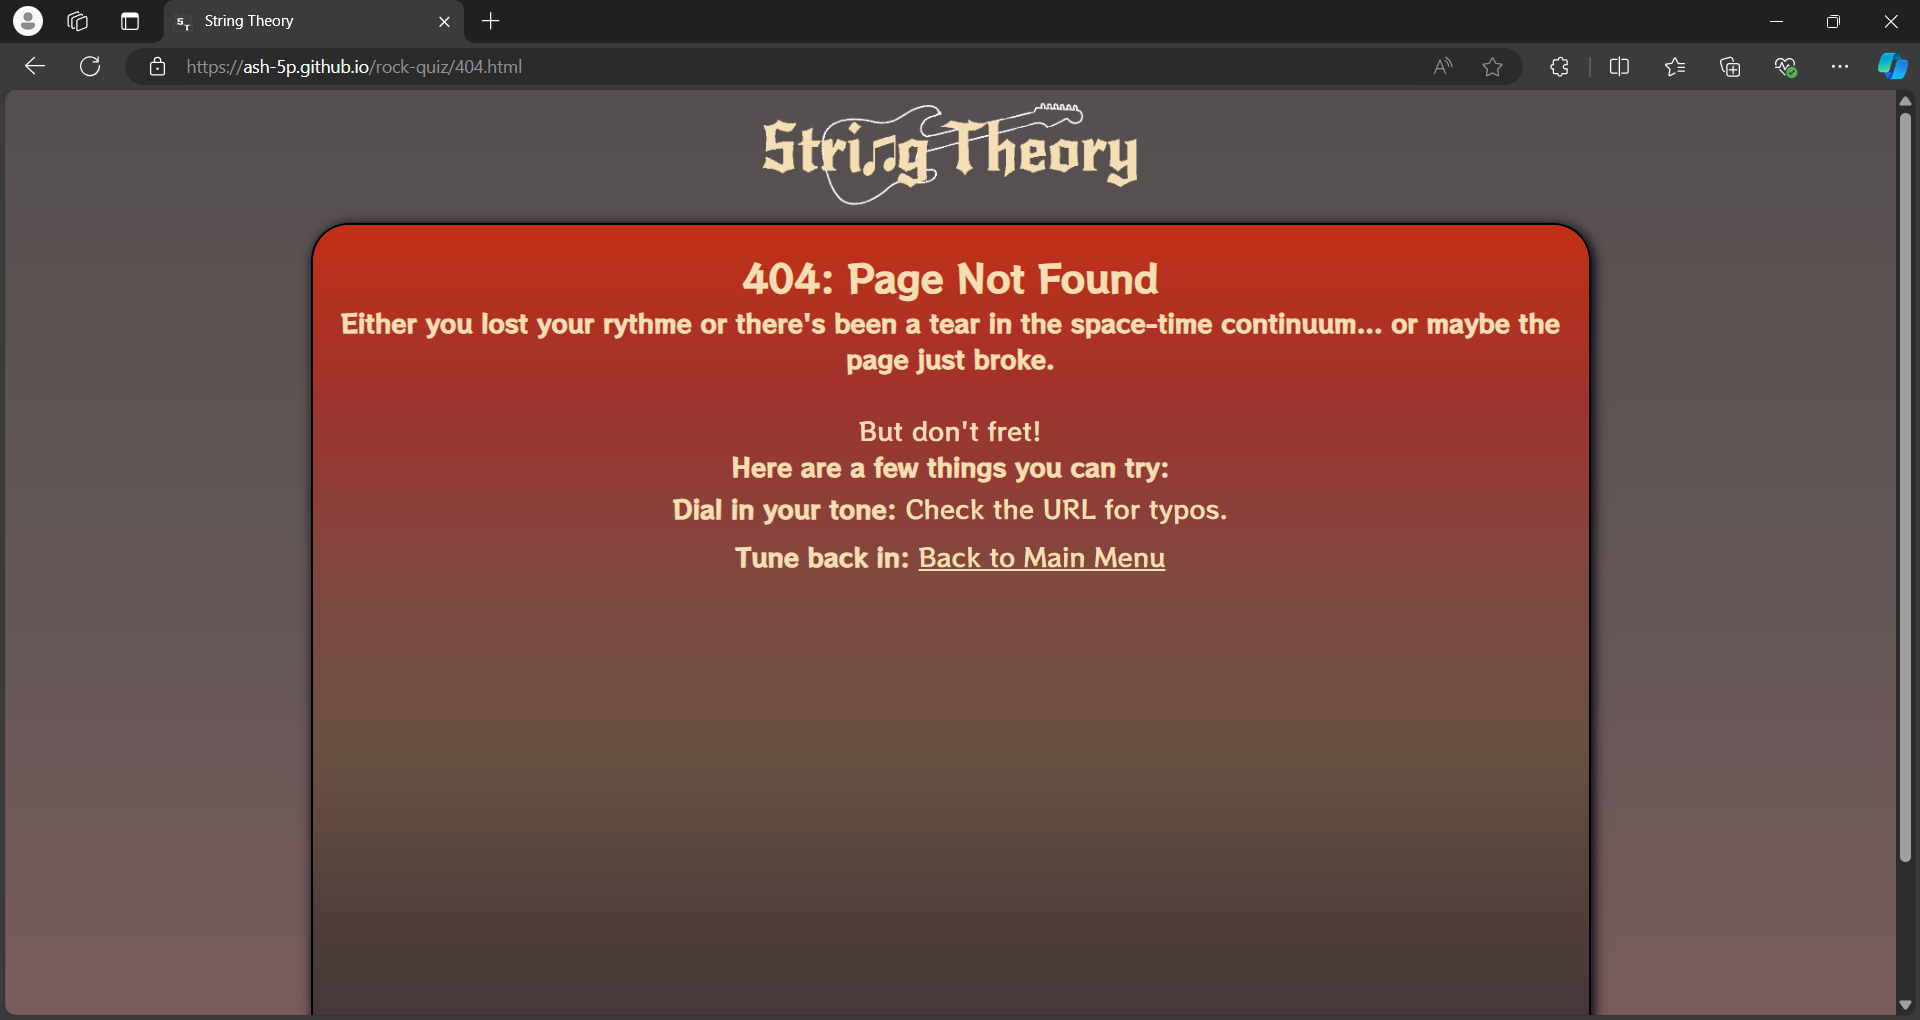 String Theory
https://ash-5p.github.io/rock-quiz/404.html
String Theory
404: Page Not Found
Either you lost your rythme or there's been a tear in the space-time continuum... or maybe the
page just broke.
But don't fret!
Here are a few things you can try:
Dial in your tone: Check the URL for typos.
Tune back in: Back to Main Menu